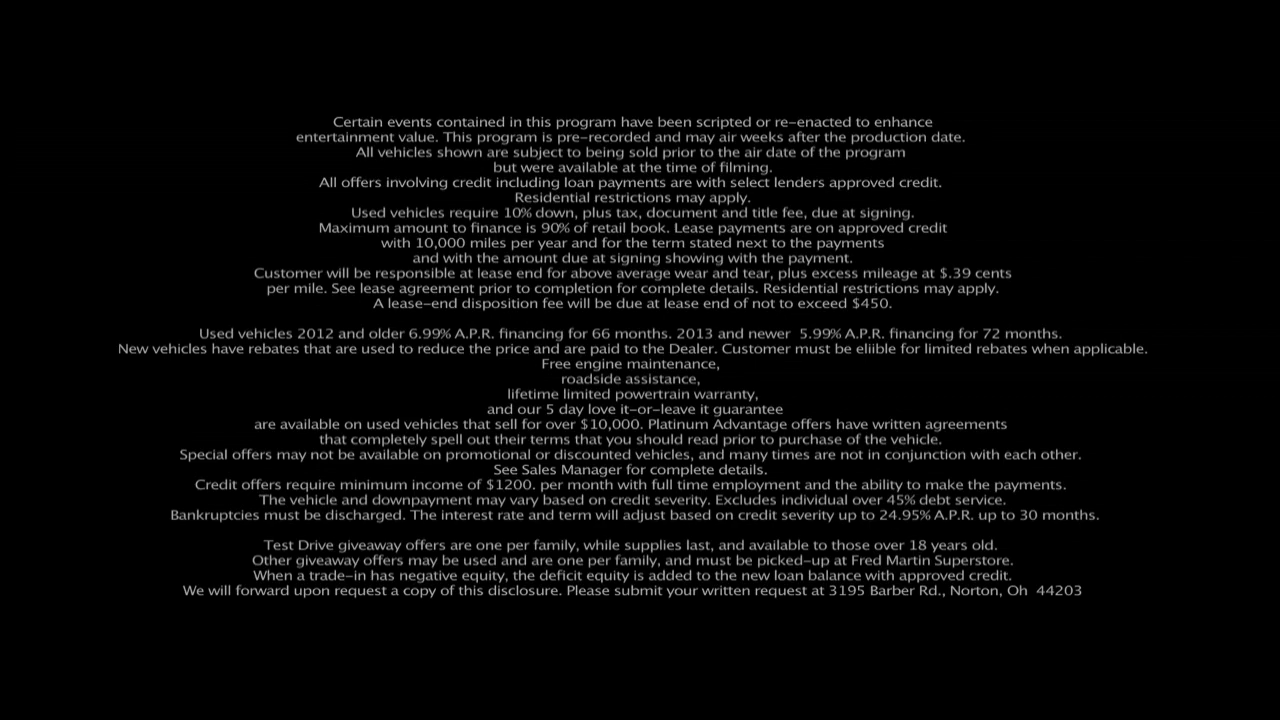 Certain events contained in this program have been scripted or re-enacted to enhance
entertainment value. This program is pre-recorded and may air weeks after the production date.
All vehicles shown are subject to being sold prior to the air date of the program
but were available at the time of filming.
All offers involving credit including loan payments are with select lenders approved credit.
Residential restrictions may apply.
Used vehicles require 10% down, plus tax, document and title fee, due at signing.
Maximum amount to finance is 90% of retail book. Lease payments are on approved credit
with 10,000 miles per year and for the term stated next to the payments
and with the amount due at signing showing with the payment.
Customer will be responsible at lease end for above average wear and tear, plus excess mileage at $.39 cents
per mile. See lease agreement prior to completion for complete details. Residential restrictions may apply.
A lease-end disposition fee will be due at lease end of not to exceed $450.
Used vehicles 2012 and older 6.99% A.P.R. financing for 66 months. 2013 and newer  5.99% A.P.R. financing for 72 months.
New vehicles have rebates that are used to reduce the price and are paid to the Dealer. Customer must be eliible for limited rebates when applicable.
Free engine maintenance,
roadside assistance,
lifetime limited powertrain warranty,
and our 5 day love it-or-leave it guarantee
are available on used vehicles that sell for over $10,000. Platinum Advantage offers have written agreements
that completely spell out their terms that you should read prior to purchase of the vehicle.
Special offers may not be available on promotional or discounted vehicles, and many times are not in conjunction with each other.
See Sales Manager for complete details.
Credit offers require minimum income of $1200. per month with full time employment and the ability to make the payments.
The vehicle and downpayment may vary based on credit severity. Excludes individual over 45% debt service.
Bankruptcies must be discharged. The interest rate and term will adjust based on credit severity up to 24.95% A.P.R. up to 30 months.
Test Drive giveaway offers are one per family, while supplies last, and available to those over 18 years old.
Other giveaway offers may be used and are one per family, and must be picked-up at Fred Martin Superstore.
When a trade-in has negative equity, the deficit equity is added to the new loan balance with approved credit.
We will forward upon request a copy of this disclosure. Please submit your written request at 3195 Barber Rd., Norton, Oh  44203